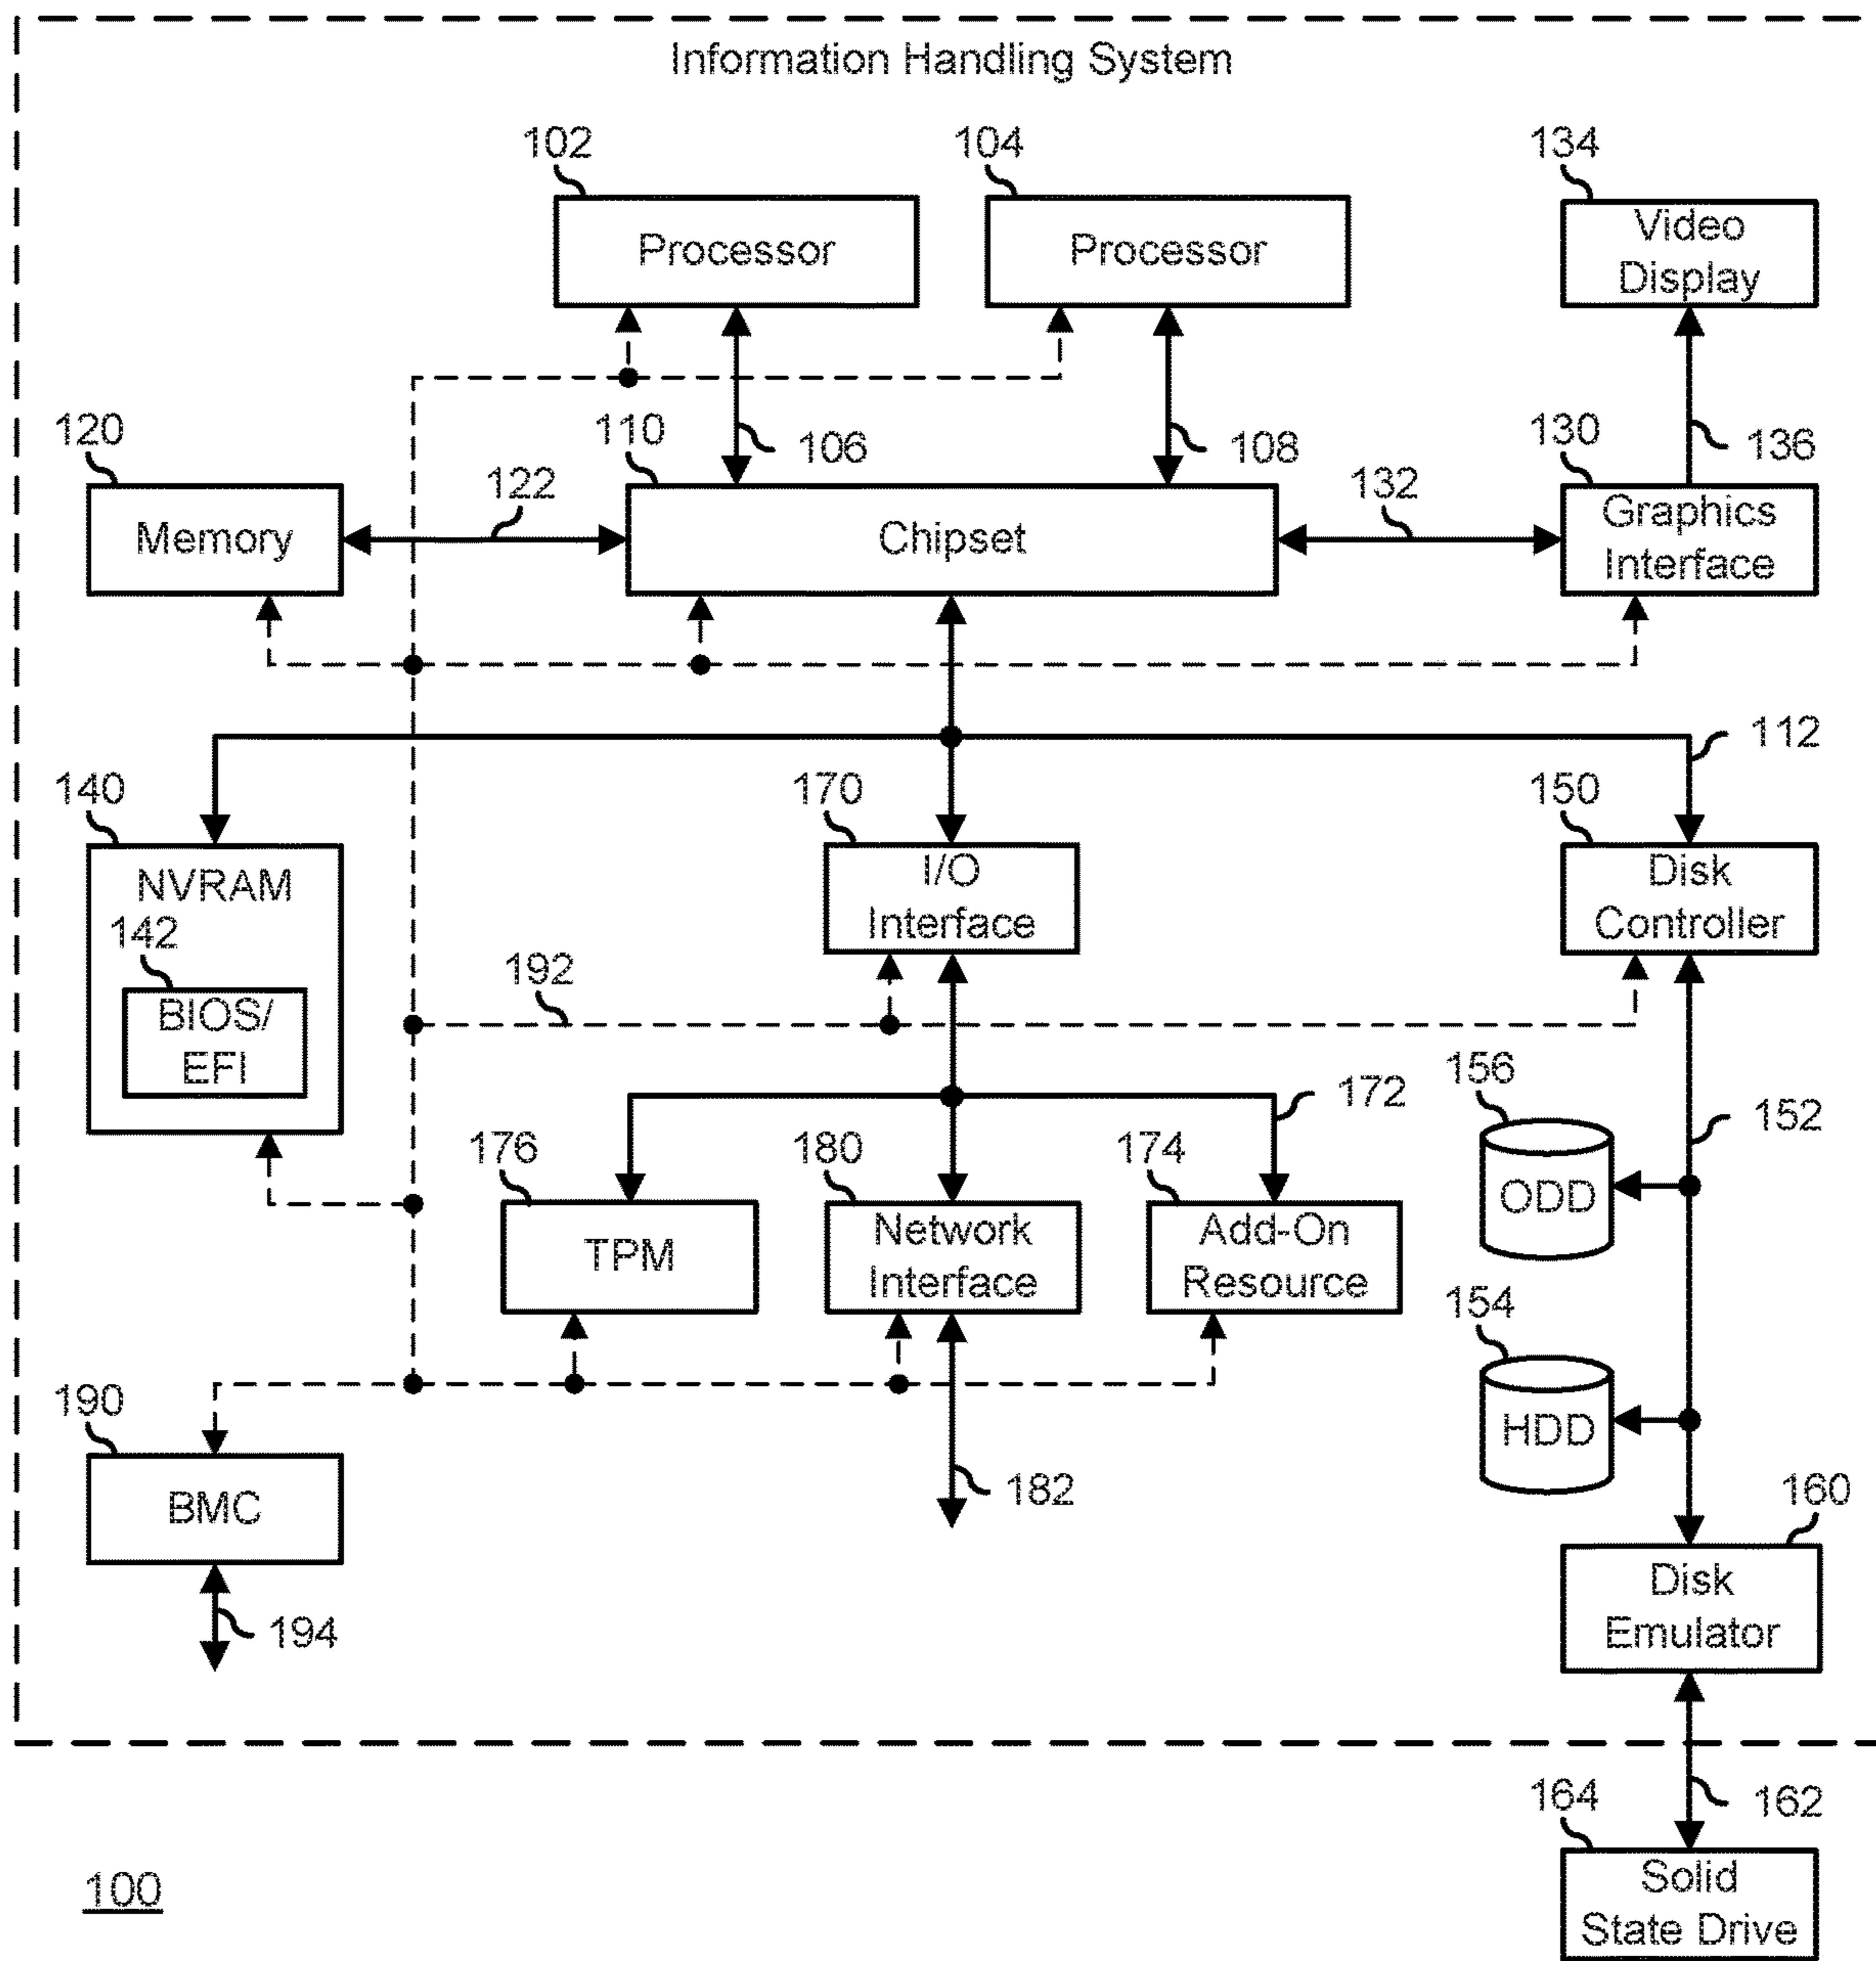 Information Handling System
102
104
134
Processor
Processor
Video
Display
120
110
106
108
130
136
122
132
Memory
Chipset
Graphics
Interface
112
140
170
150
NVRAM
I/O
Interface
Disk
Controller
142
192
BIOS/
EFI
156
172
152
176
180
174
ODD
TPM
Network
Interface
Add-On
Resource
154
190
HDD
182
160
BMC
Disk
Emulator
194
164
162
100
Solid
State Drive